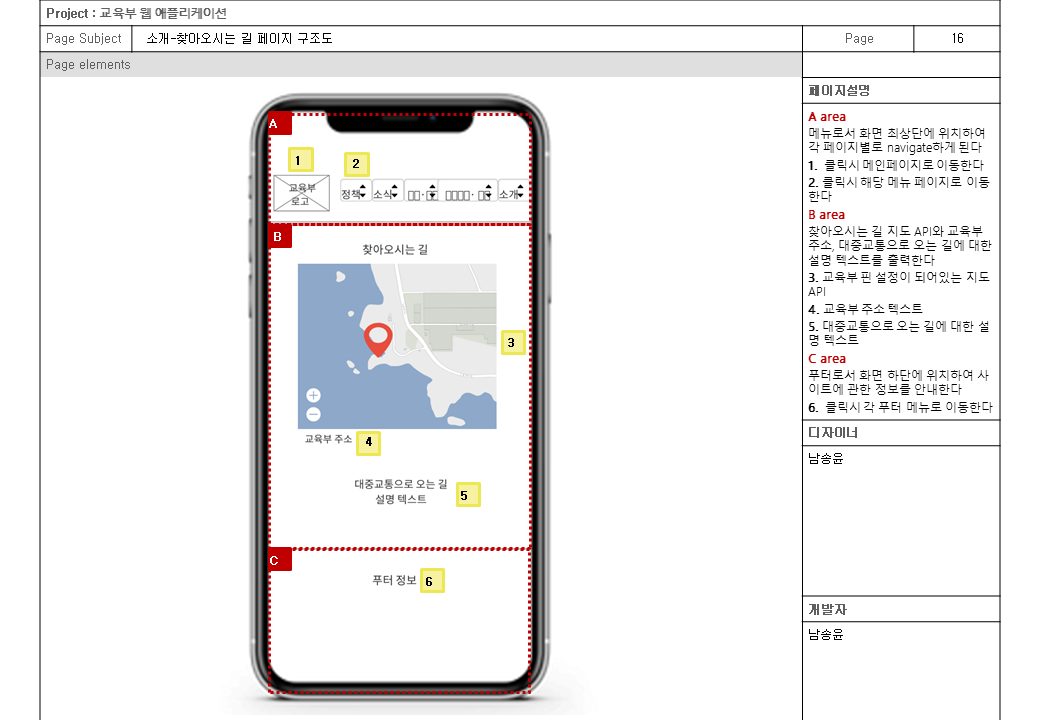 Project : 교육부 웹 애플리케이션
Page Subject
소개-찾아오시는 길 페이지 구조도
Page
16
Page elements
페이지설명
A area
메뉴로서 화면 최상단에 위치하여
각 페이지별로 navigate하게 된다
1. 클릭시 메인페이지로 이동한다
2. 클릭시 해당 메뉴 페이지로 이동
한다
B area
찾아오시는 길 지도 API와 교육부
주소, 대중교통으로 오는 길에 대한
설명 텍스트를 출력한다
3. 교육부 핀 설정이 되어있는 지도
API
4. 교육부 주소 텍스트
5. 대중교통으로 오는 길에 대한 설
명 텍스트
C area
푸터로서 화면 하단에 위치하여 사
이트에 관한 정보를 안내한다
6. 클릭시 각 푸터 메뉴로 이동한다
디자이너
남송윤
개발자
남송윤
A
1
2
교육부
로고
정책
소식
소개
B
찾아오시는 길
3
교육부 주소
4
대중교통으로 오는 길
설명 텍스트
5
C
푸터 정보
6